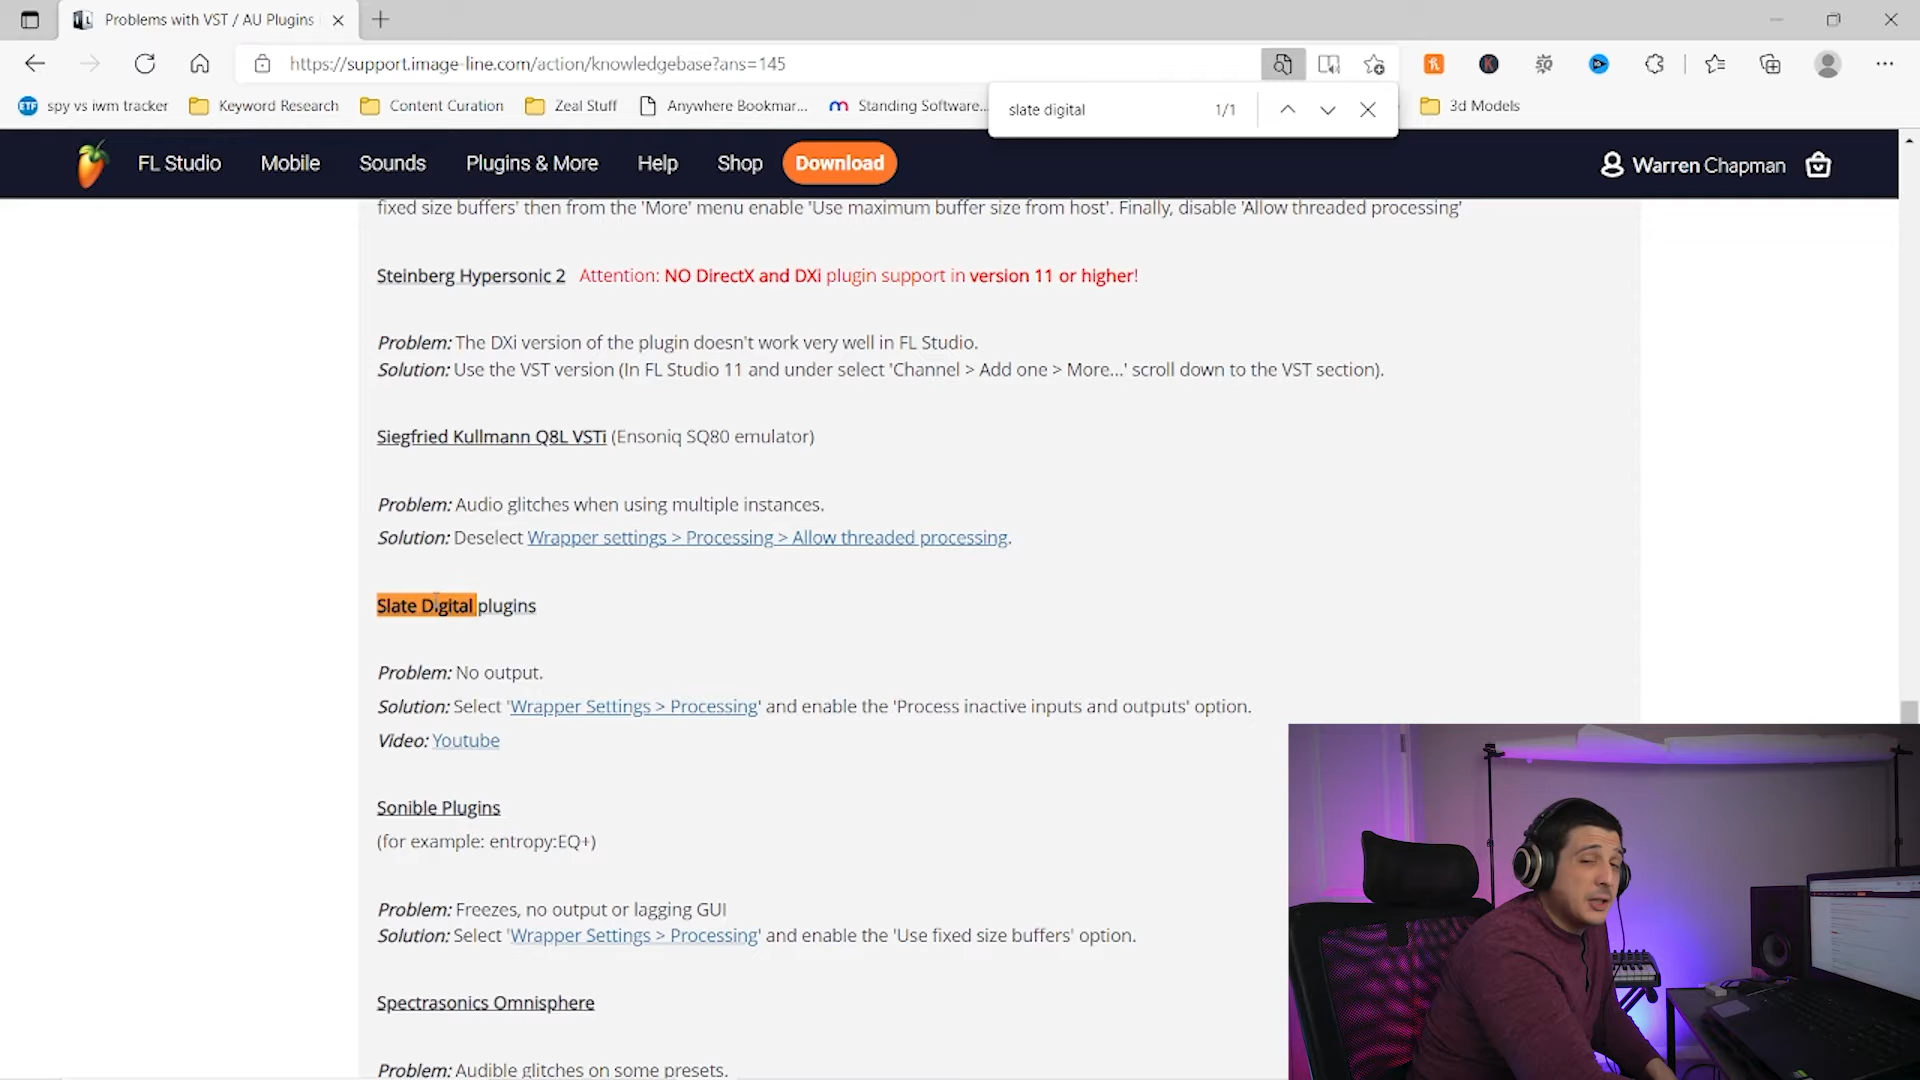 Problems with VST / AU Plugins
https://support.image-line.com/action/knowledgebase?ans=145
spy vs iwm tracker
Keyword Research
Content Curation
Zeal Stuff
Anywhere Bookmar...
Standing Software...
3d Models
slate digital
1/1
FL Studio
Mobile
Sounds
Plugins & More
Help
Shop
Download
Warren Chapman
fixed size buffers' then from the 'More' menu enable 'Use maximum buffer size from host'. Finally, disable 'Allow threaded processing'
Steinberg Hypersonic 2 Attention: NO DirectX and DXi plugin support in version 11 or higher!
Problem: The DXi version of the plugin doesn't work very well in FL Studio.
Solution: Use the VST version (In FL Studio 11 and under select 'Channel > Add one > More...' scroll down to the VST section).
Siegfried Kullmann Q8L VSTi (Ensoniq SQ80 emulator)
Problem: Audio glitches when using multiple instances.
Solution: Deselect Wrapper settings > Processing > Allow threaded processing.
Slate Digital plugins
Problem: No output.
Solution: Select 'Wrapper Settings > Processing' and enable the 'Process inactive inputs and outputs' option.
Video: Youtube
Sonible Plugins
(for example: entropy:EQ+)
Problem: Freezes, no output or lagging GUI
Solution: Select 'Wrapper Settings > Processing' and enable the 'Use fixed size buffers' option.
Spectrasonics Omnisphere
Problem: Audible glitches on some presets.